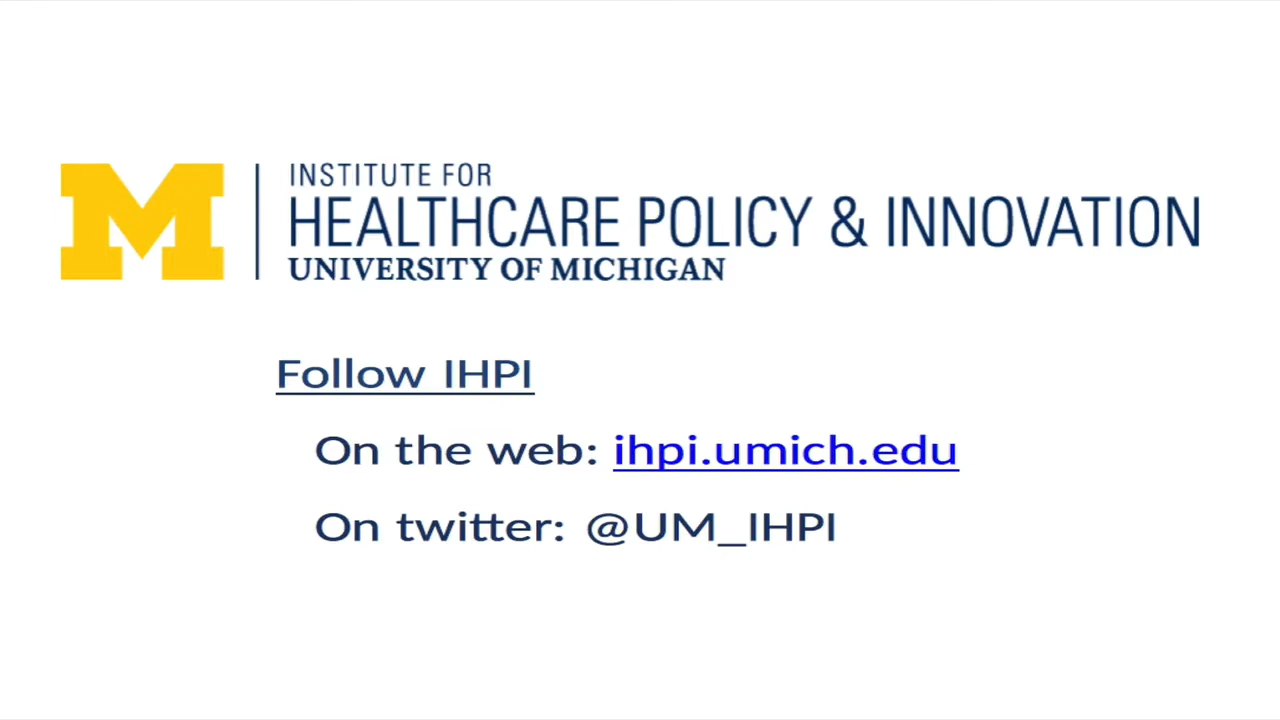 M
INSTITUTE FOR
HEALTHCARE POLICY & INNOVATION
UNIVERSITY OF MICHIGAN
Follow IHPI
On the web: ihpi.umich.edu
On twitter: @UM_IHPI